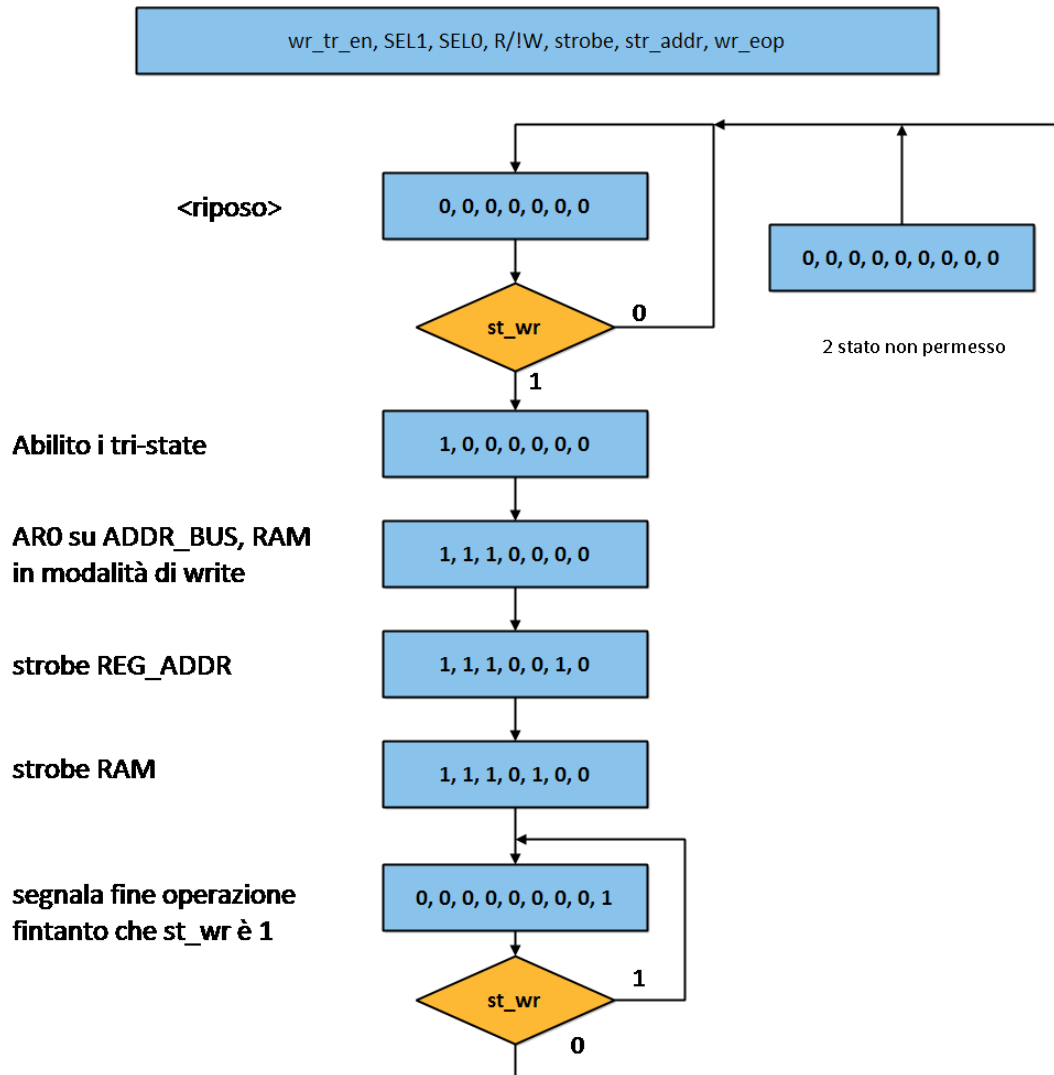 wr_tr_en, SEL1, SEL0, R/!W, strobe, str_addr, wr_eop
<riposo>
0, 0, 0, 0, 0, 0, 0
0, 0, 0, 0, 0, 0, 0, 0, 0
st_wr
0
2 stato non permesso
1
Abilito i tri-state
1, 0, 0, 0, 0, 0, 0
AR0 su ADDR_BUS, RAM
in modalità di write
1, 1, 1, 0, 0, 0, 0
strobe REG_ADDR
1, 1, 1, 0, 0, 1, 0
strobe RAM
1, 1, 1, 0, 1, 0, 0
segnala fine operazione
fintanto che st_wr è 1
0, 0, 0, 0, 0, 0, 0, 0, 1
st_wr
1
0